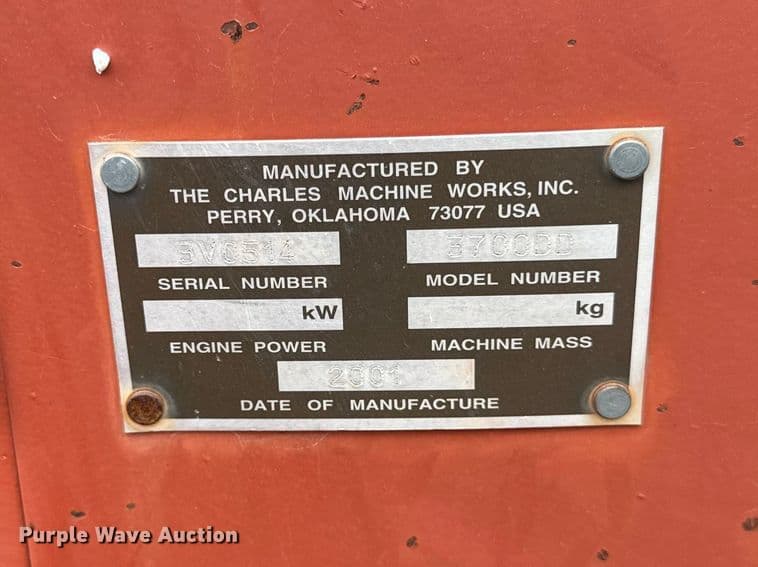 MANUFACTURED BY
THE CHARLES MACHINE WORKS, INC.
PERRY, OKLAHOMA 73077 USA
3700DD
SERIAL NUMBER MODEL NUMBER
kW kg
ENGINE POWER MACHINE MASS
2001
DATE OF MANUFACTURE
Purple Wave Auction